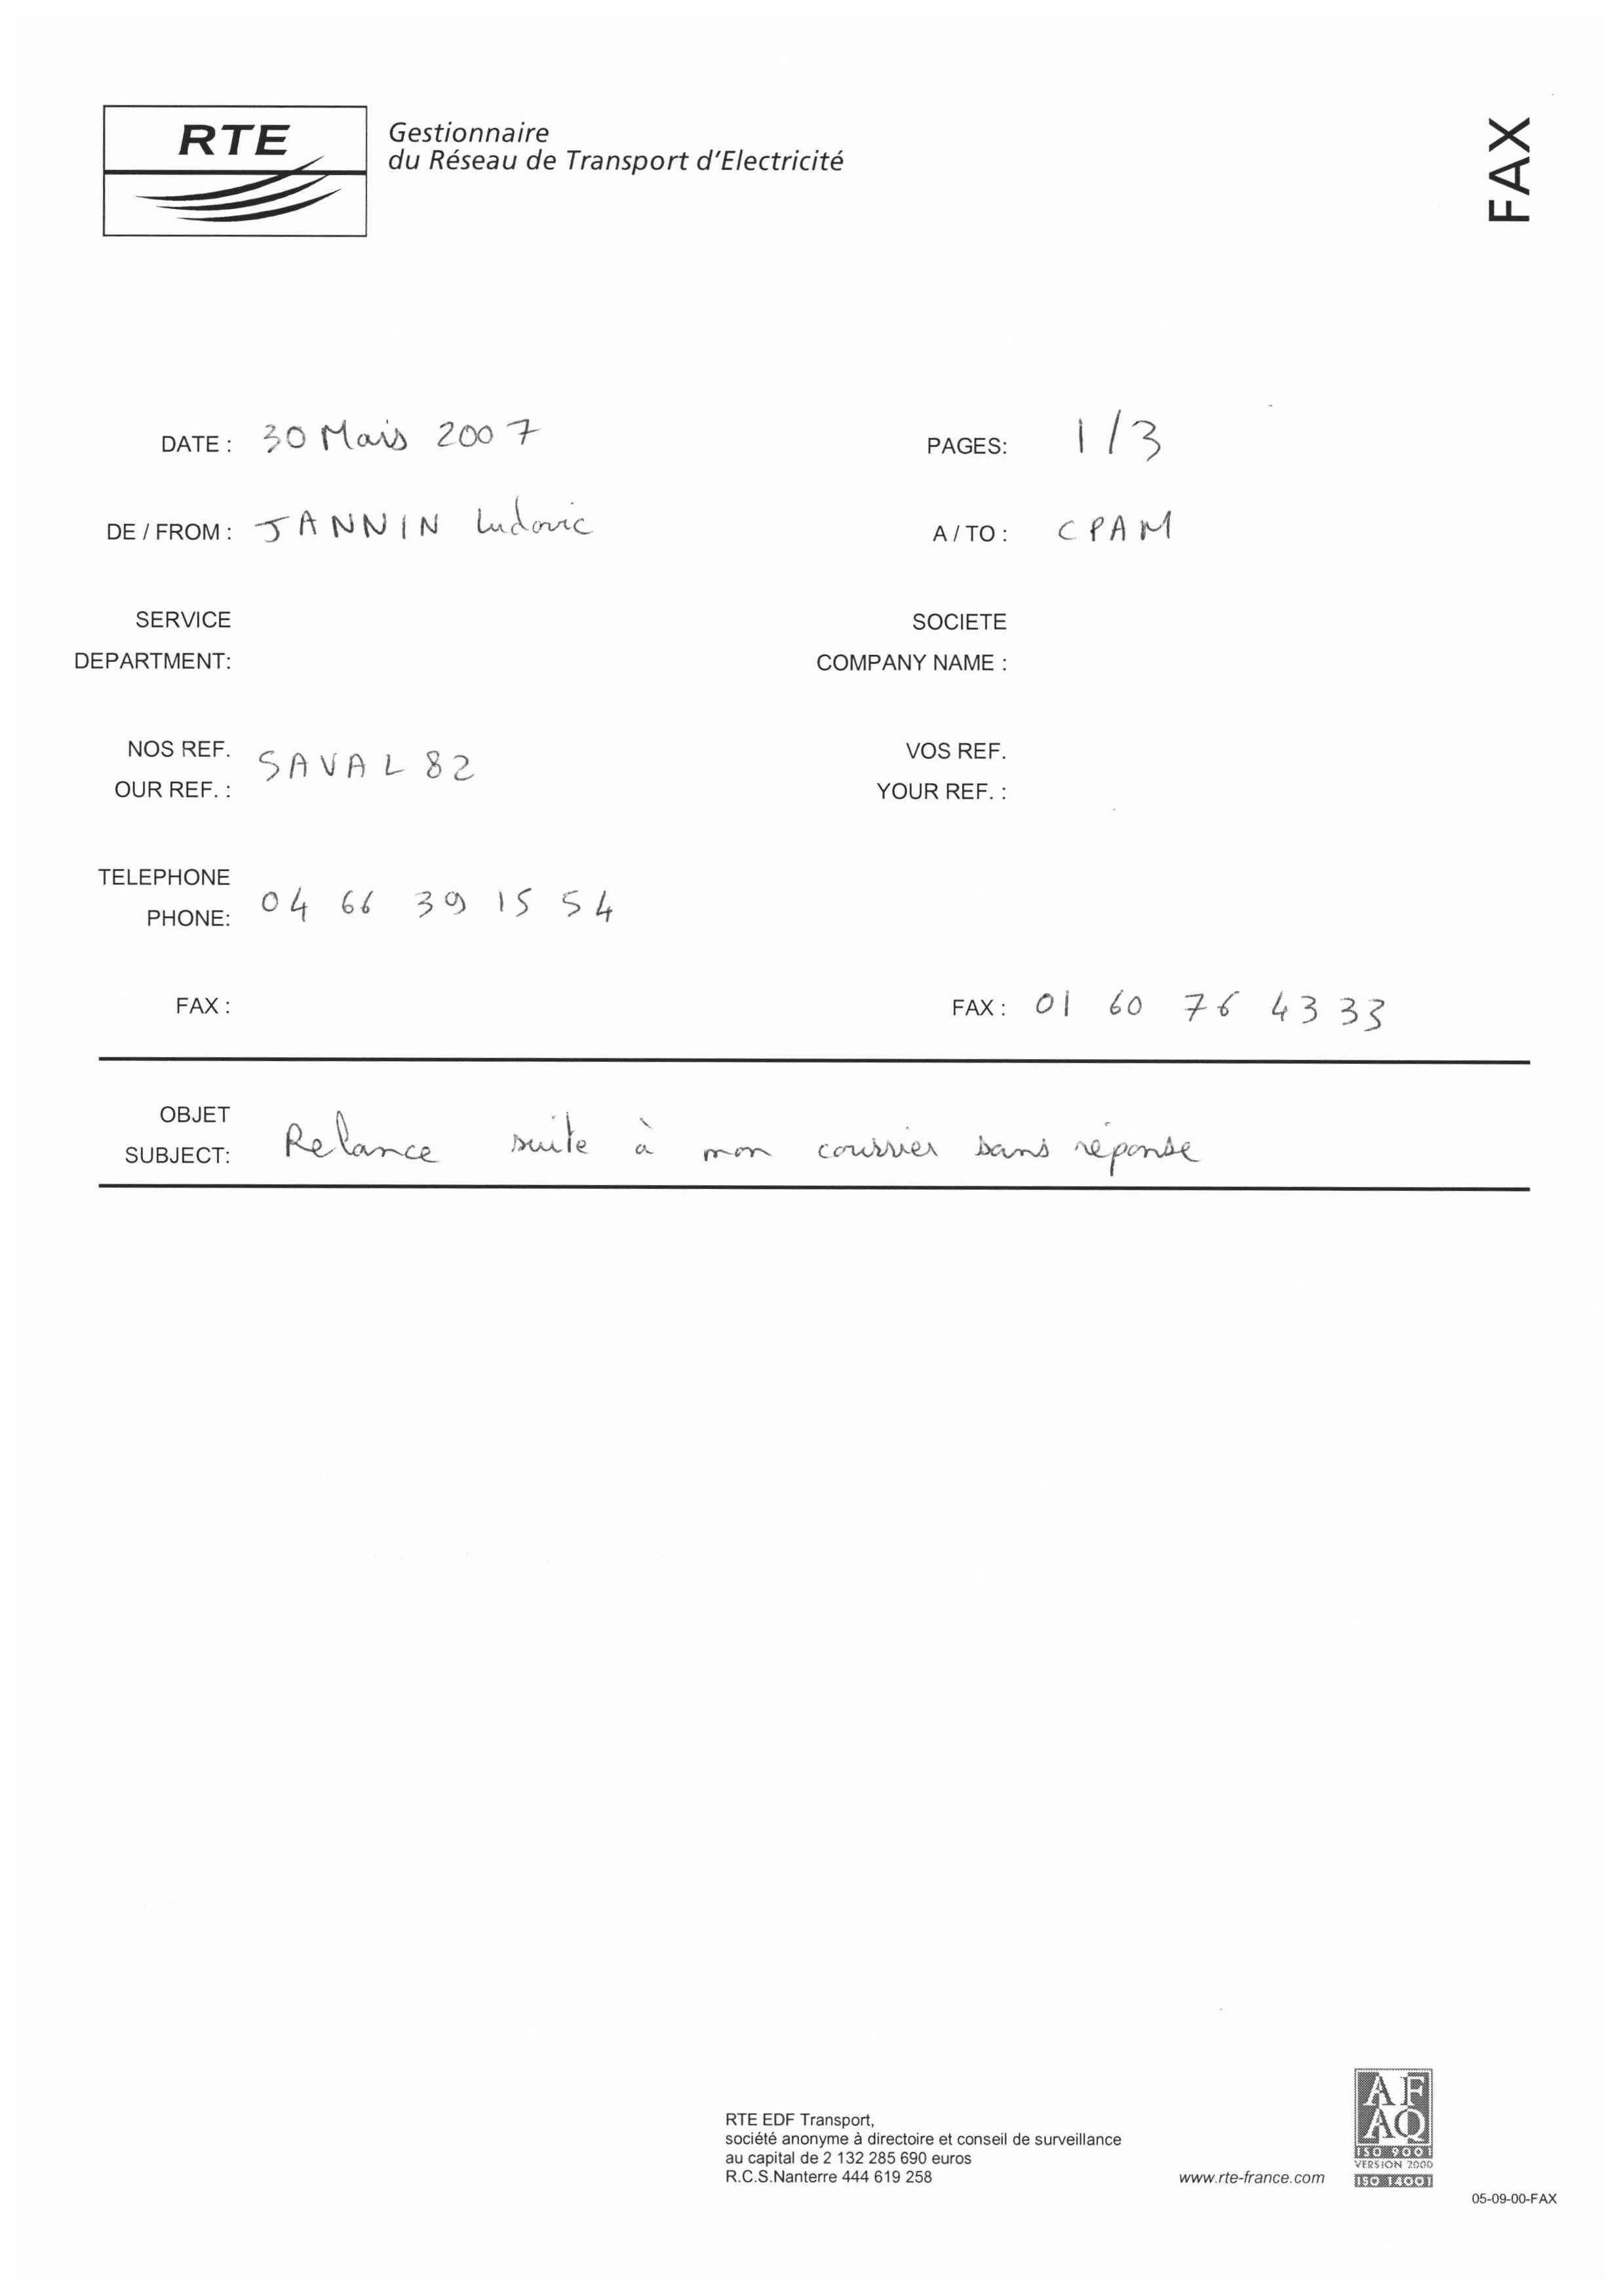 RTE
Gestionnaire
du Réseau de Transport d'Electricité
FAX
DATE : 30 Mais 2007
PAGES: 1/3
DE / FROM : JANNIN Ludovic
A / TO : CPAM
SERVICE
DEPARTMENT:
SOCIETE
COMPANY NAME :
NOS REF.
OUR REF. : SAVAL82
VOS REF.
YOUR REF. :
TELEPHONE
PHONE: 04 66 39 15 54
FAX :
FAX : 01 60 76 43 33
OBJET
SUBJECT: Relance suite à mon courrier sans réponse
RTE EDF Transport,
société anonyme à directoire et conseil de surveillance
au capital de 2 132 285 690 euros
R.C.S.Nanterre 444 619 258
www.rte-france.com
AF
AQ
ISO 9001
VERSION 2000
ISO 14001
05-09-00-FAX